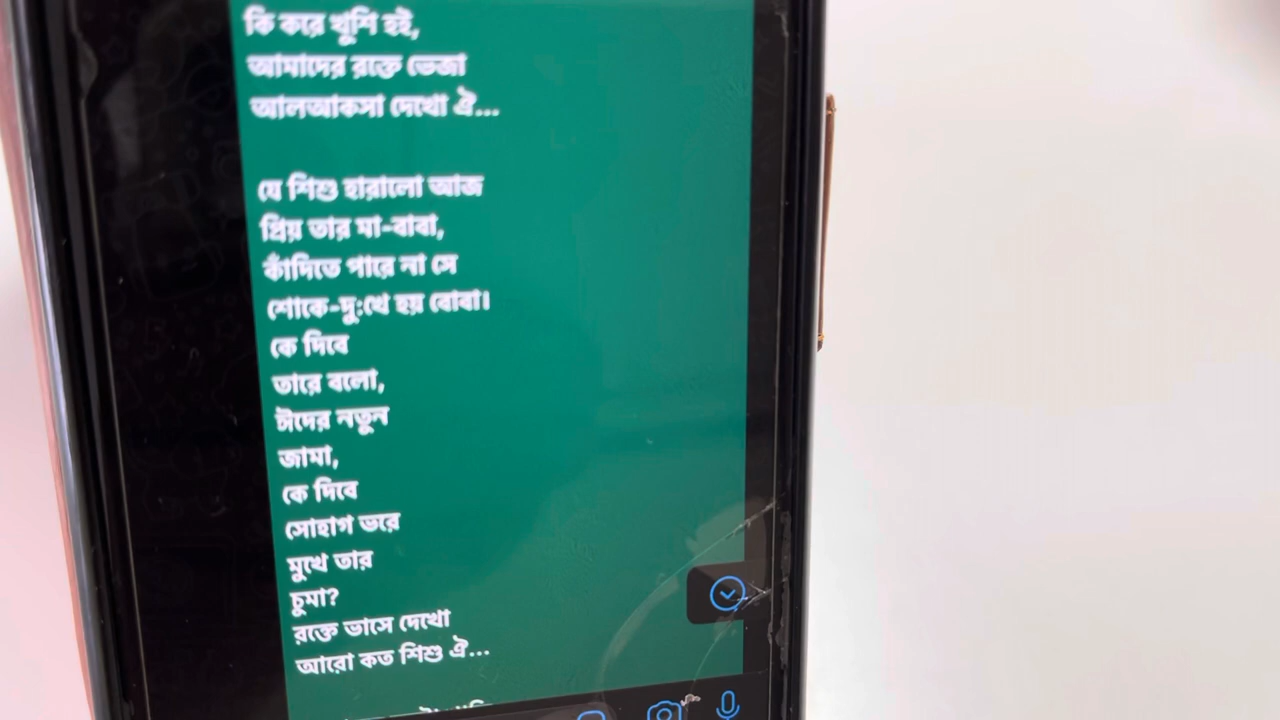 কি করে খুশি হই,
আমাদের রক্তে ভেজা
আলআকসা দেখো ঐ...
যে শিশু হারালো আজ
প্রিয় তার মা-বাবা,
কাঁদিতে পারে না সে
শোকে-দু:খে হয় বোবা।
কে দিবে
তারে বলো,
ঈদের নতুন
জামা,
কে দিবে
সোহাগ ভরে
মুখে তার
চুমা?
রক্তে ভাসে দেখো
আরো কত শিশু ঐ...